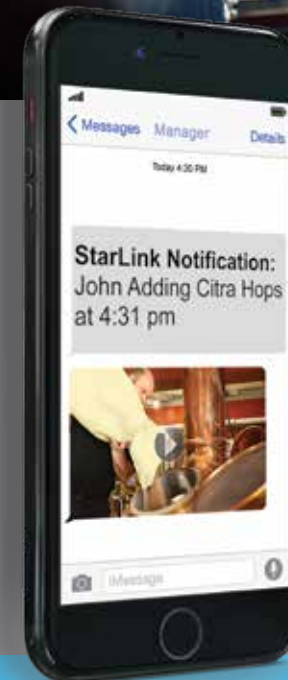 Messages Manager Details
Today 4:30 PM
StarLink Notification:
John Adding Citra Hops
at 4:31 pm
iMessage